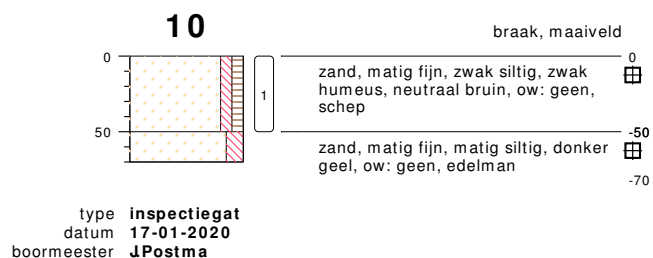 10
braak, maaiveld
0 0
zand, matig fijn, zwak siltig, zwak
humeus, neutraal bruin, ow: geen,
schep
1
50 -50
zand, matig fijn, matig siltig, donker
geel, ow: geen, edelman
-70
type inspectiegat
datum 17-01-2020
boormeester J.Postma